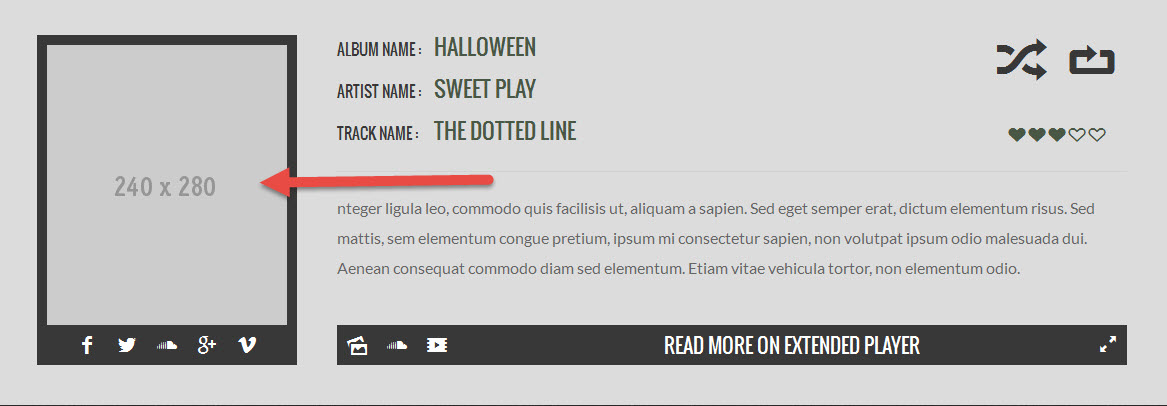 ALBUM NAME : HALLOWEEN
ARTIST NAME : SWEET PLAY
TRACK NAME : THE DOTTED LINE
240 x 280
nteger ligula leo, commodo quis facilisis ut, aliquam a sapien. Sed eget semper erat, dictum elementum risus. Sed
mattis, sem elementum congue pretium, ipsum mi consectetur sapien, non volutpat ipsum odio malesuada dui.
Aenean consequat commodo diam sed elementum. Etiam vitae vehicula tortor, non elementum odio.
READ MORE ON EXTENDED PLAYER